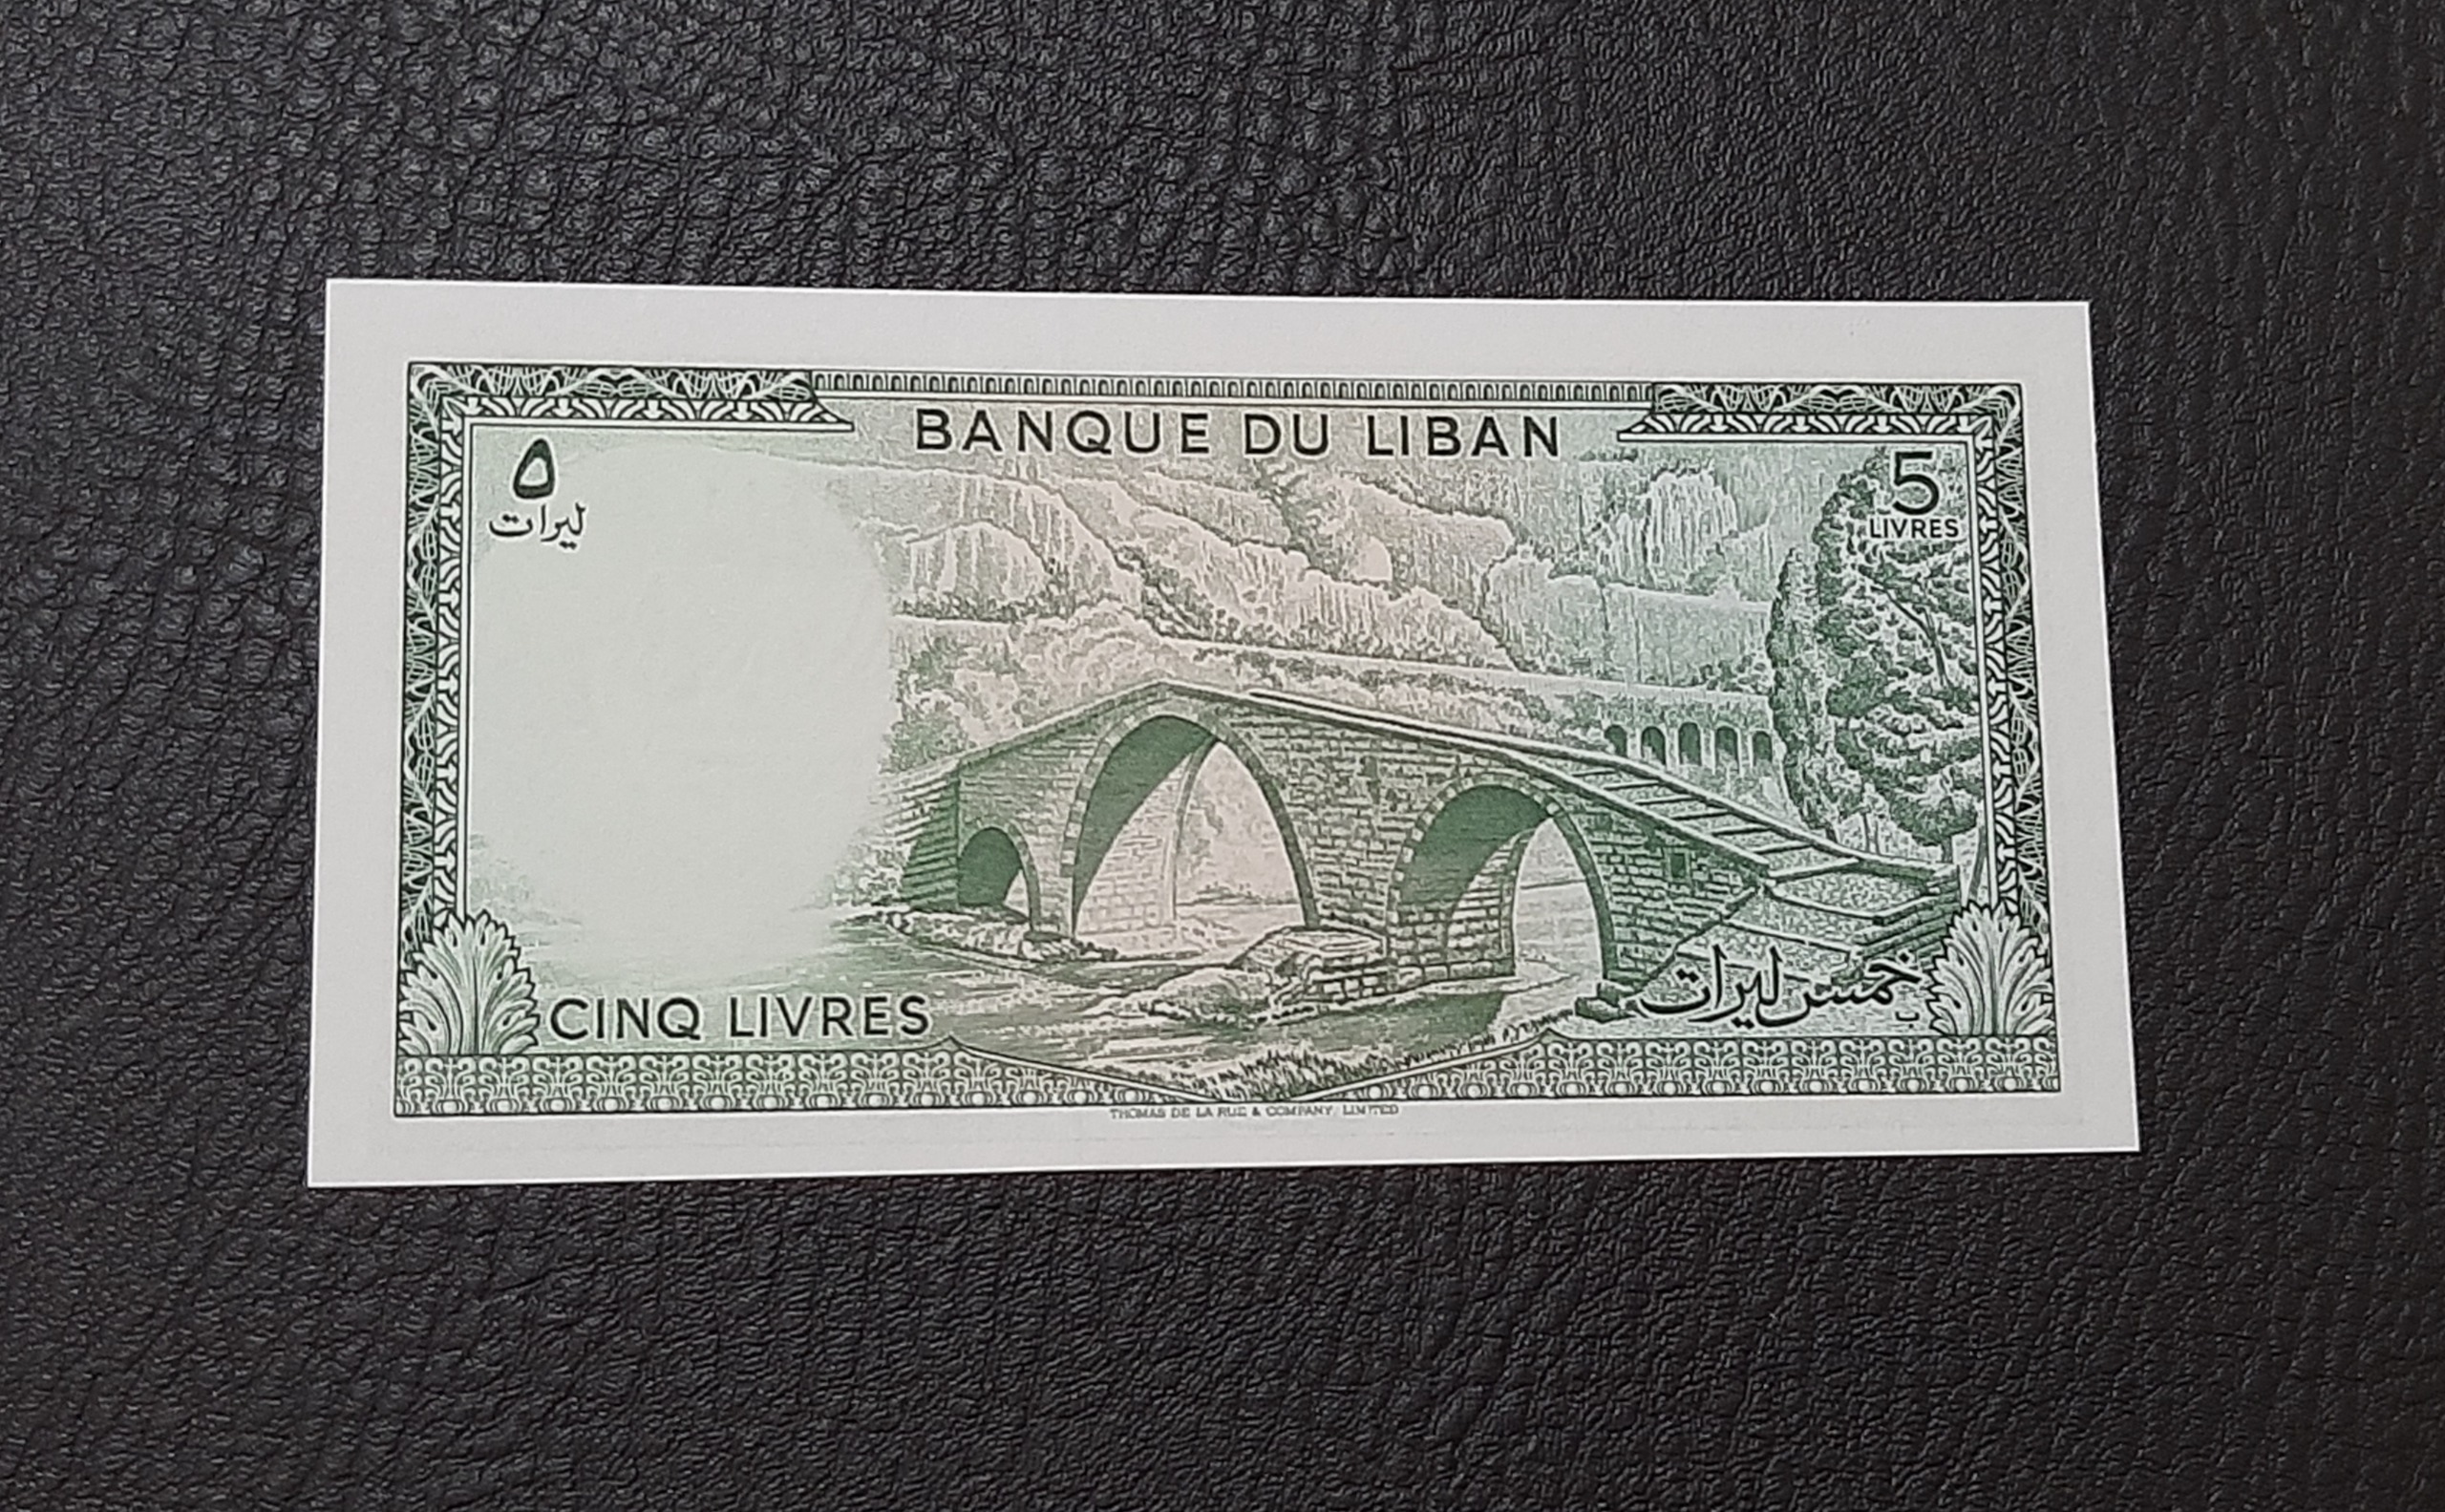 BANQUE DU LIBAN
٥
ليرات
5
LIVRES
CINQ LIVRES
خمس ليرات
THOMAS DE LA RUE & COMPANY, LIMITED